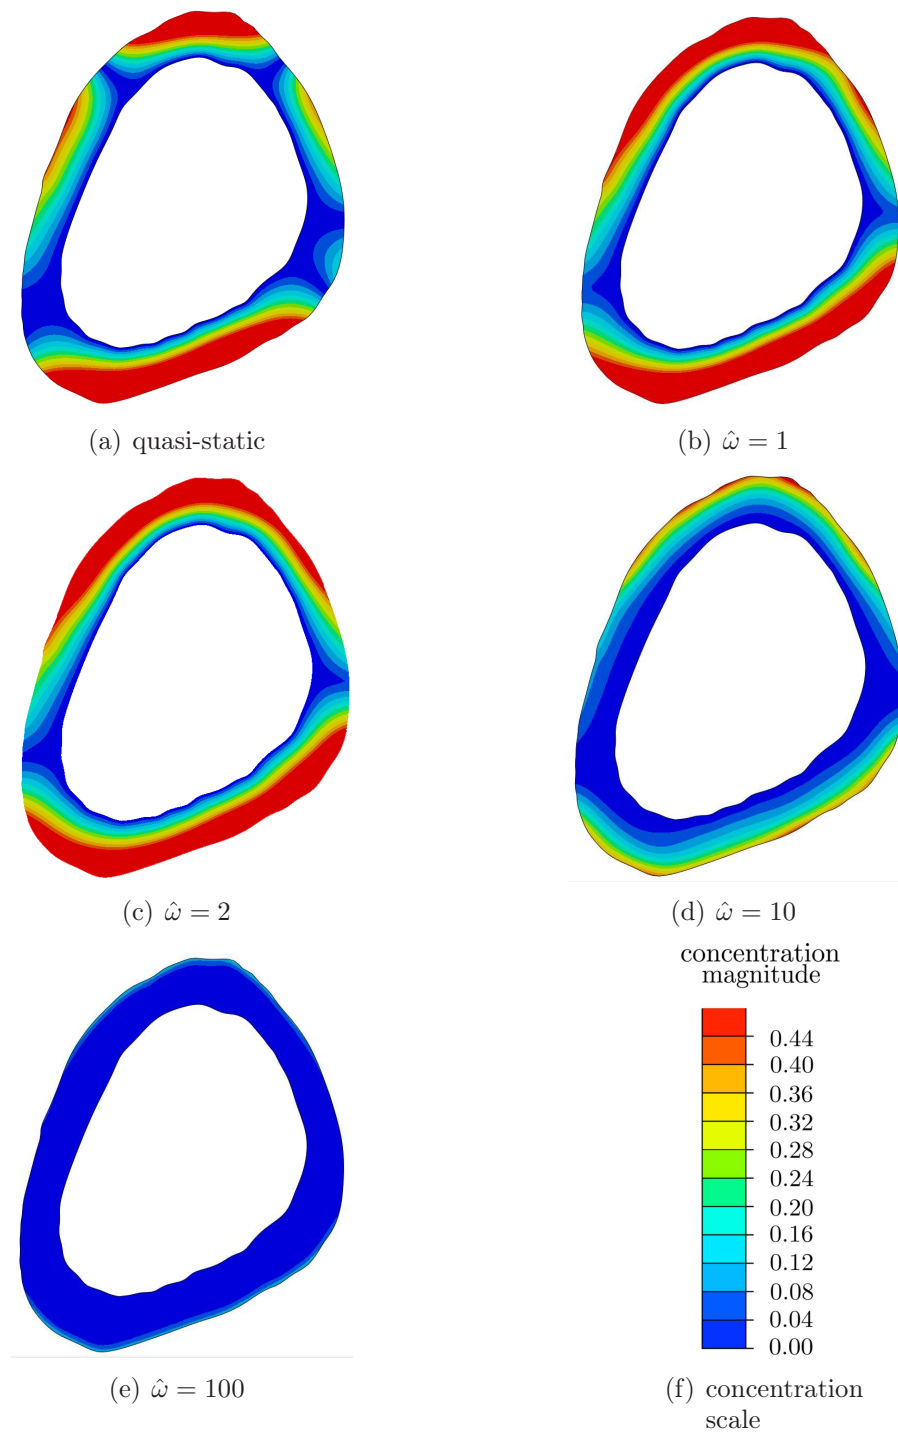 (a) quasi-static
(b) ω̂ = 1
(c) ω̂ = 2
(d) ω̂ = 10
concentration
magnitude
0.44
0.40
0.36
0.32
0.28
0.24
0.20
0.16
0.12
0.08
0.04
0.00
(e) ω̂ = 100
(f) concentration
scale